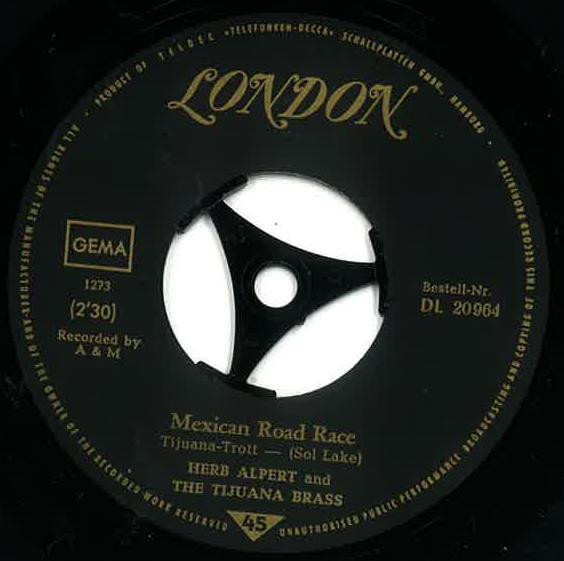 ALL RIGHTS OF THE MANUFACTURER AND OF THE OWNER OF THE RECORDED WORK RESERVED
PRODUCT OF TELDEC »TELEFUNKEN-DECCA« SCHALLPLATTEN GMBH., HAMBURG
UNAUTHORISED PUBLIC PERFORMANCE BROADCASTING AND COPYING OF THIS RECORD PROHIBITED
LONDON
GEMA
1273
(2'30)
Recorded by
A & M
Bestell-Nr.
DL 20964
Mexican Road Race
Tijuana-Trott — (Sol Lake)
HERB ALPERT and
THE TIJUANA BRASS
45